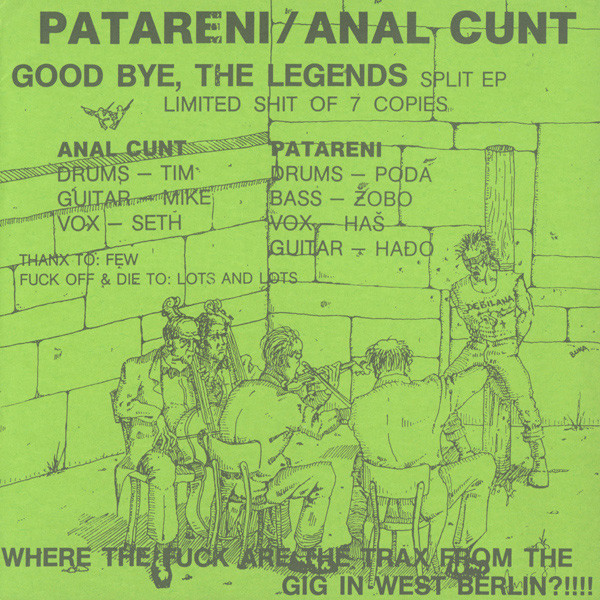 PATARENI/ANAL CUNT
GOOD BYE, THE LEGENDS SPLIT EP
LIMITED SHIT OF 7 COPIES
ANAL CUNT
DRUMS – TIM
GUITAR – MIKE
VOX – SETH
THANX TO: FEW
FUCK OFF & DIE TO: LOTS AND LOTS
PATARENI
DRUMS – PODA
BASS – ŽOBO
VOX – HAŠ
GUITAR – HAĐO
DEBILANA
WHERE THE FUCK ARE THE TRAX FROM THE
GIG IN WEST BERLIN?!!!!